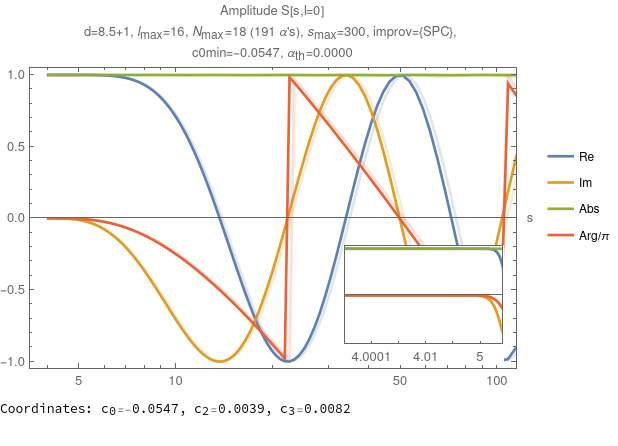 Amplitude S[s,l=0]
d=8.5+1, lmax=16, Nmax=18 (191 α's), smax=300, improv={SPC},
c0min=−0.0547, αth=0.0000
1.0
0.5
0.0
−0.5
−1.0
5
10
50
100
s
4.0001
4.01
5
Re
Im
Abs
Arg/π
Coordinates: c0=−0.0547, c2=0.0039, c3=0.0082